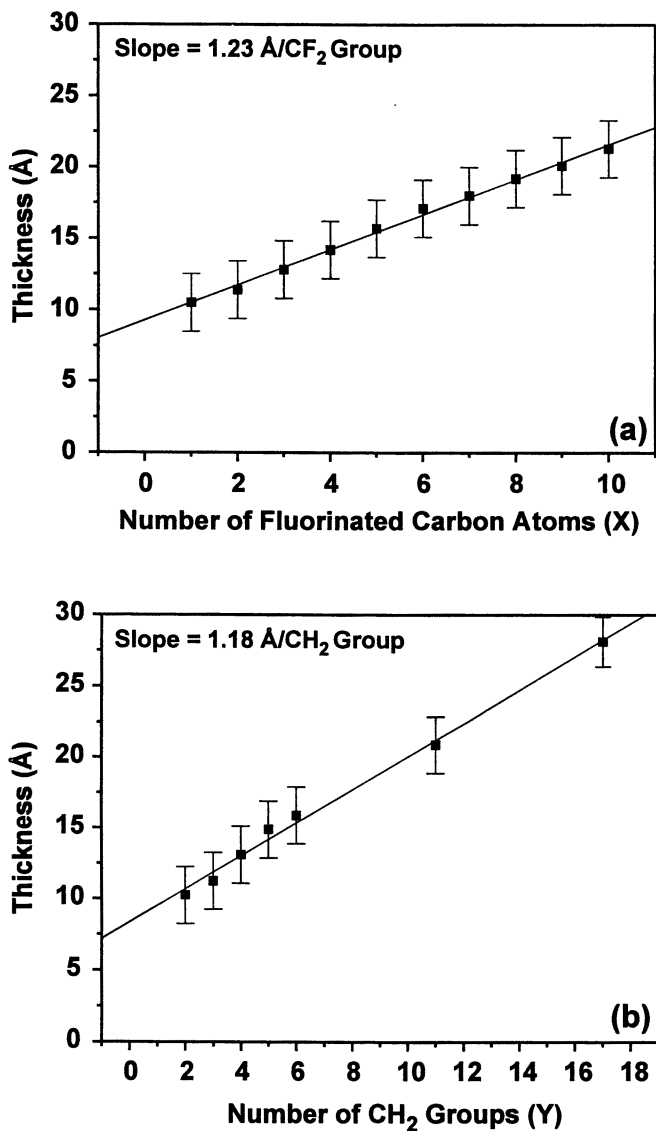 Slope = 1.23 Å/CF₂ Group
30
25
20
15
10
5
0
Thickness (Å)
(a)
0 2 4 6 8 10
Number of Fluorinated Carbon Atoms (X)
Slope = 1.18 Å/CH₂ Group
30
25
20
15
10
5
0
Thickness (Å)
(b)
0 2 4 6 8 10 12 14 16 18
Number of CH₂ Groups (Y)